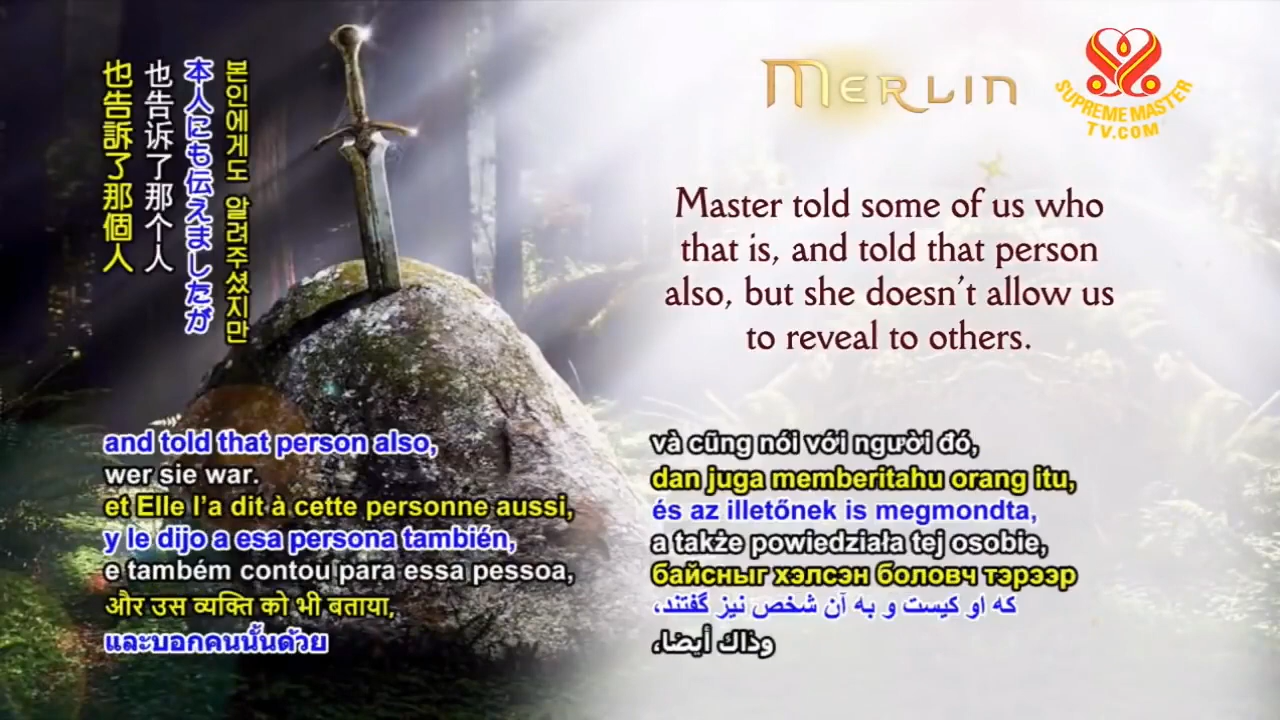 본인에게도 알려주셨지만
本人にも伝えましたが
也告诉了那个人
也告訴了那個人
MERLIN
SUPREME MASTER
TV.COM
Master told some of us who
that is, and told that person
also, but she doesn't allow us
to reveal to others.
and told that person also,
wer sie war.
et Elle l'a dit à cette personne aussi,
y le dijo a esa persona también,
e também contou para essa pessoa,
और उस व्यक्ति को भी बताया,
และบอกคนนั้นด้วย
và cũng nói với người đó,
dan juga memberitahu orang itu,
és az illetőnek is megmondta,
a także powiedziała tej osobie,
байсныг хэлсэн боловч тэрээр
که او کیست و به آن شخص نیز گفتند،
وذاك أيضا،